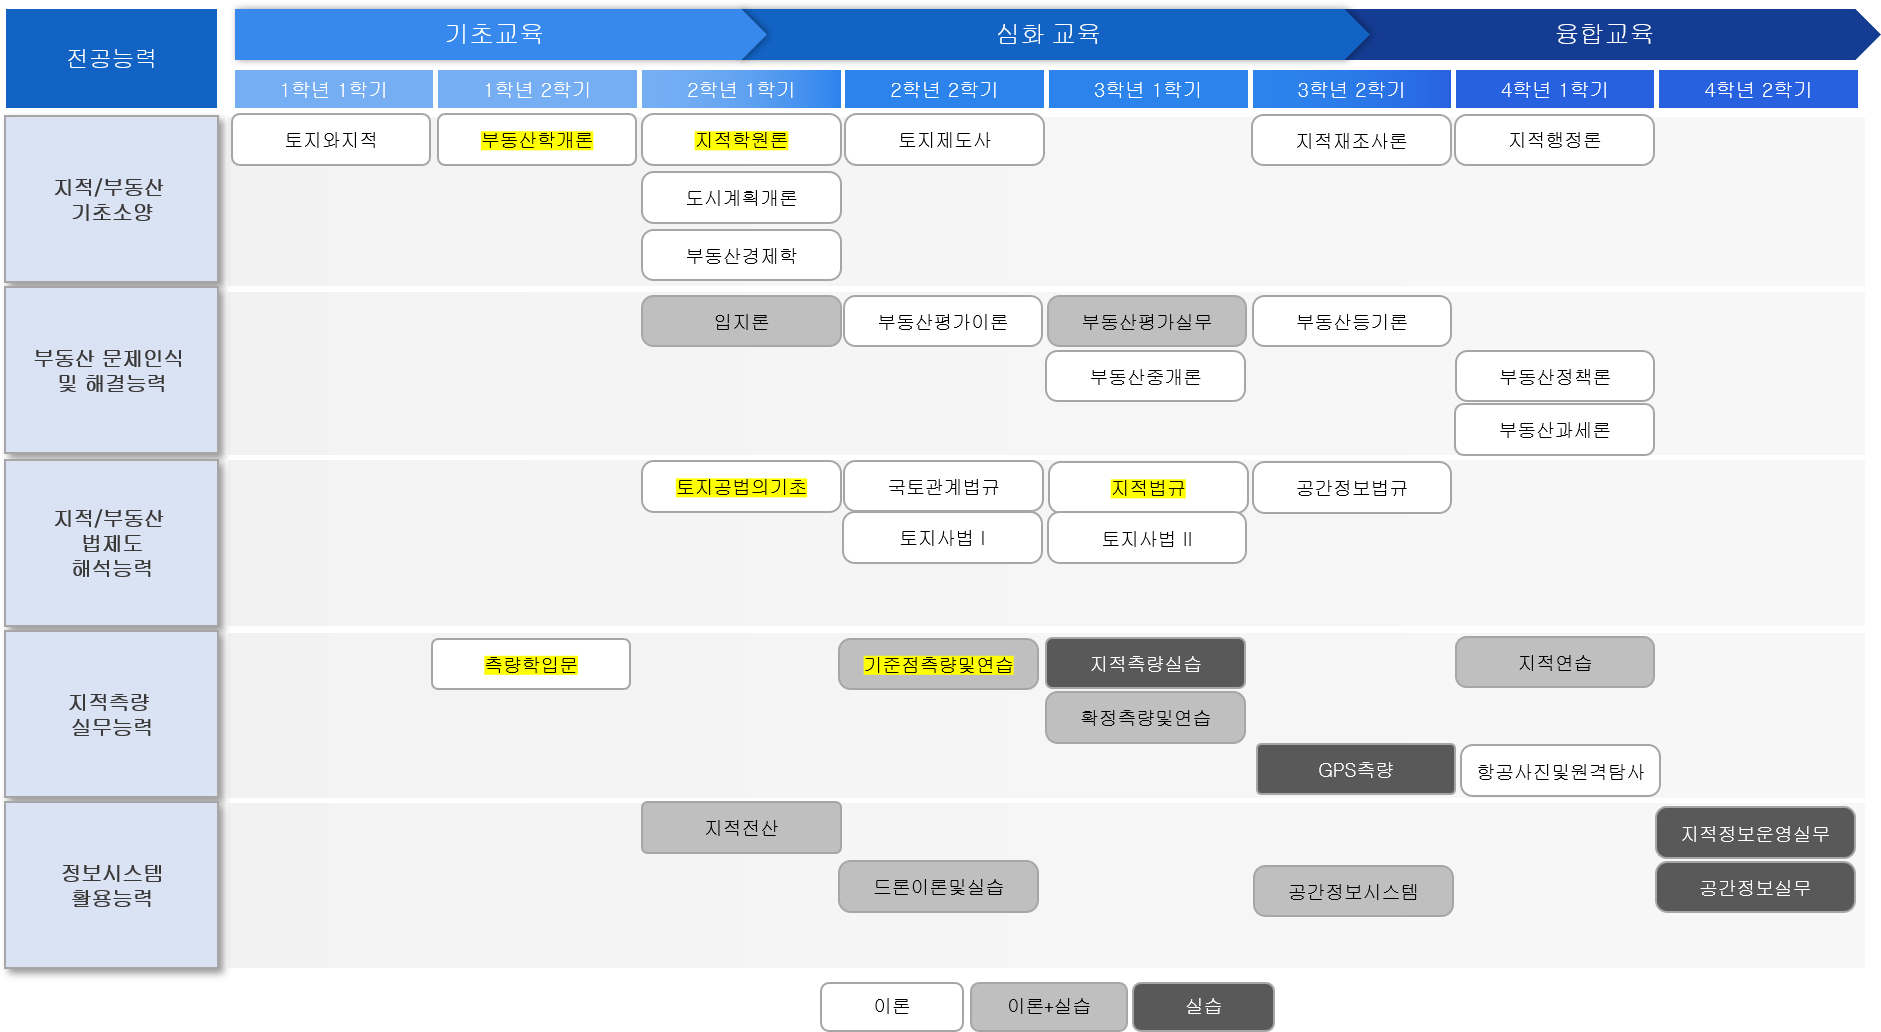 전공능력
기초교육
심화 교육
융합교육
1학년 1학기
1학년 2학기
2학년 1학기
2학년 2학기
3학년 1학기
3학년 2학기
4학년 1학기
4학년 2학기
지적/부동산
기초소양
토지와지적
부동산학개론
지적학원론
토지제도사
지적재조사론
지적행정론
도시계획개론
부동산경제학
부동산 문제인식
및 해결능력
입지론
부동산평가이론
부동산평가실무
부동산등기론
부동산중개론
부동산정책론
부동산과세론
지적/부동산
법제도
해석능력
토지공법의기초
국토관계법규
지적법규
공간정보법규
토지사법 Ⅰ
토지사법 Ⅱ
지적측량
실무능력
측량학입문
기준점측량및연습
지적측량실습
지적연습
확정측량및연습
GPS측량
항공사진및원격탐사
정보시스템
활용능력
지적전산
지적정보운영실무
드론이론및실습
공간정보시스템
공간정보실무
이론
이론+실습
실습